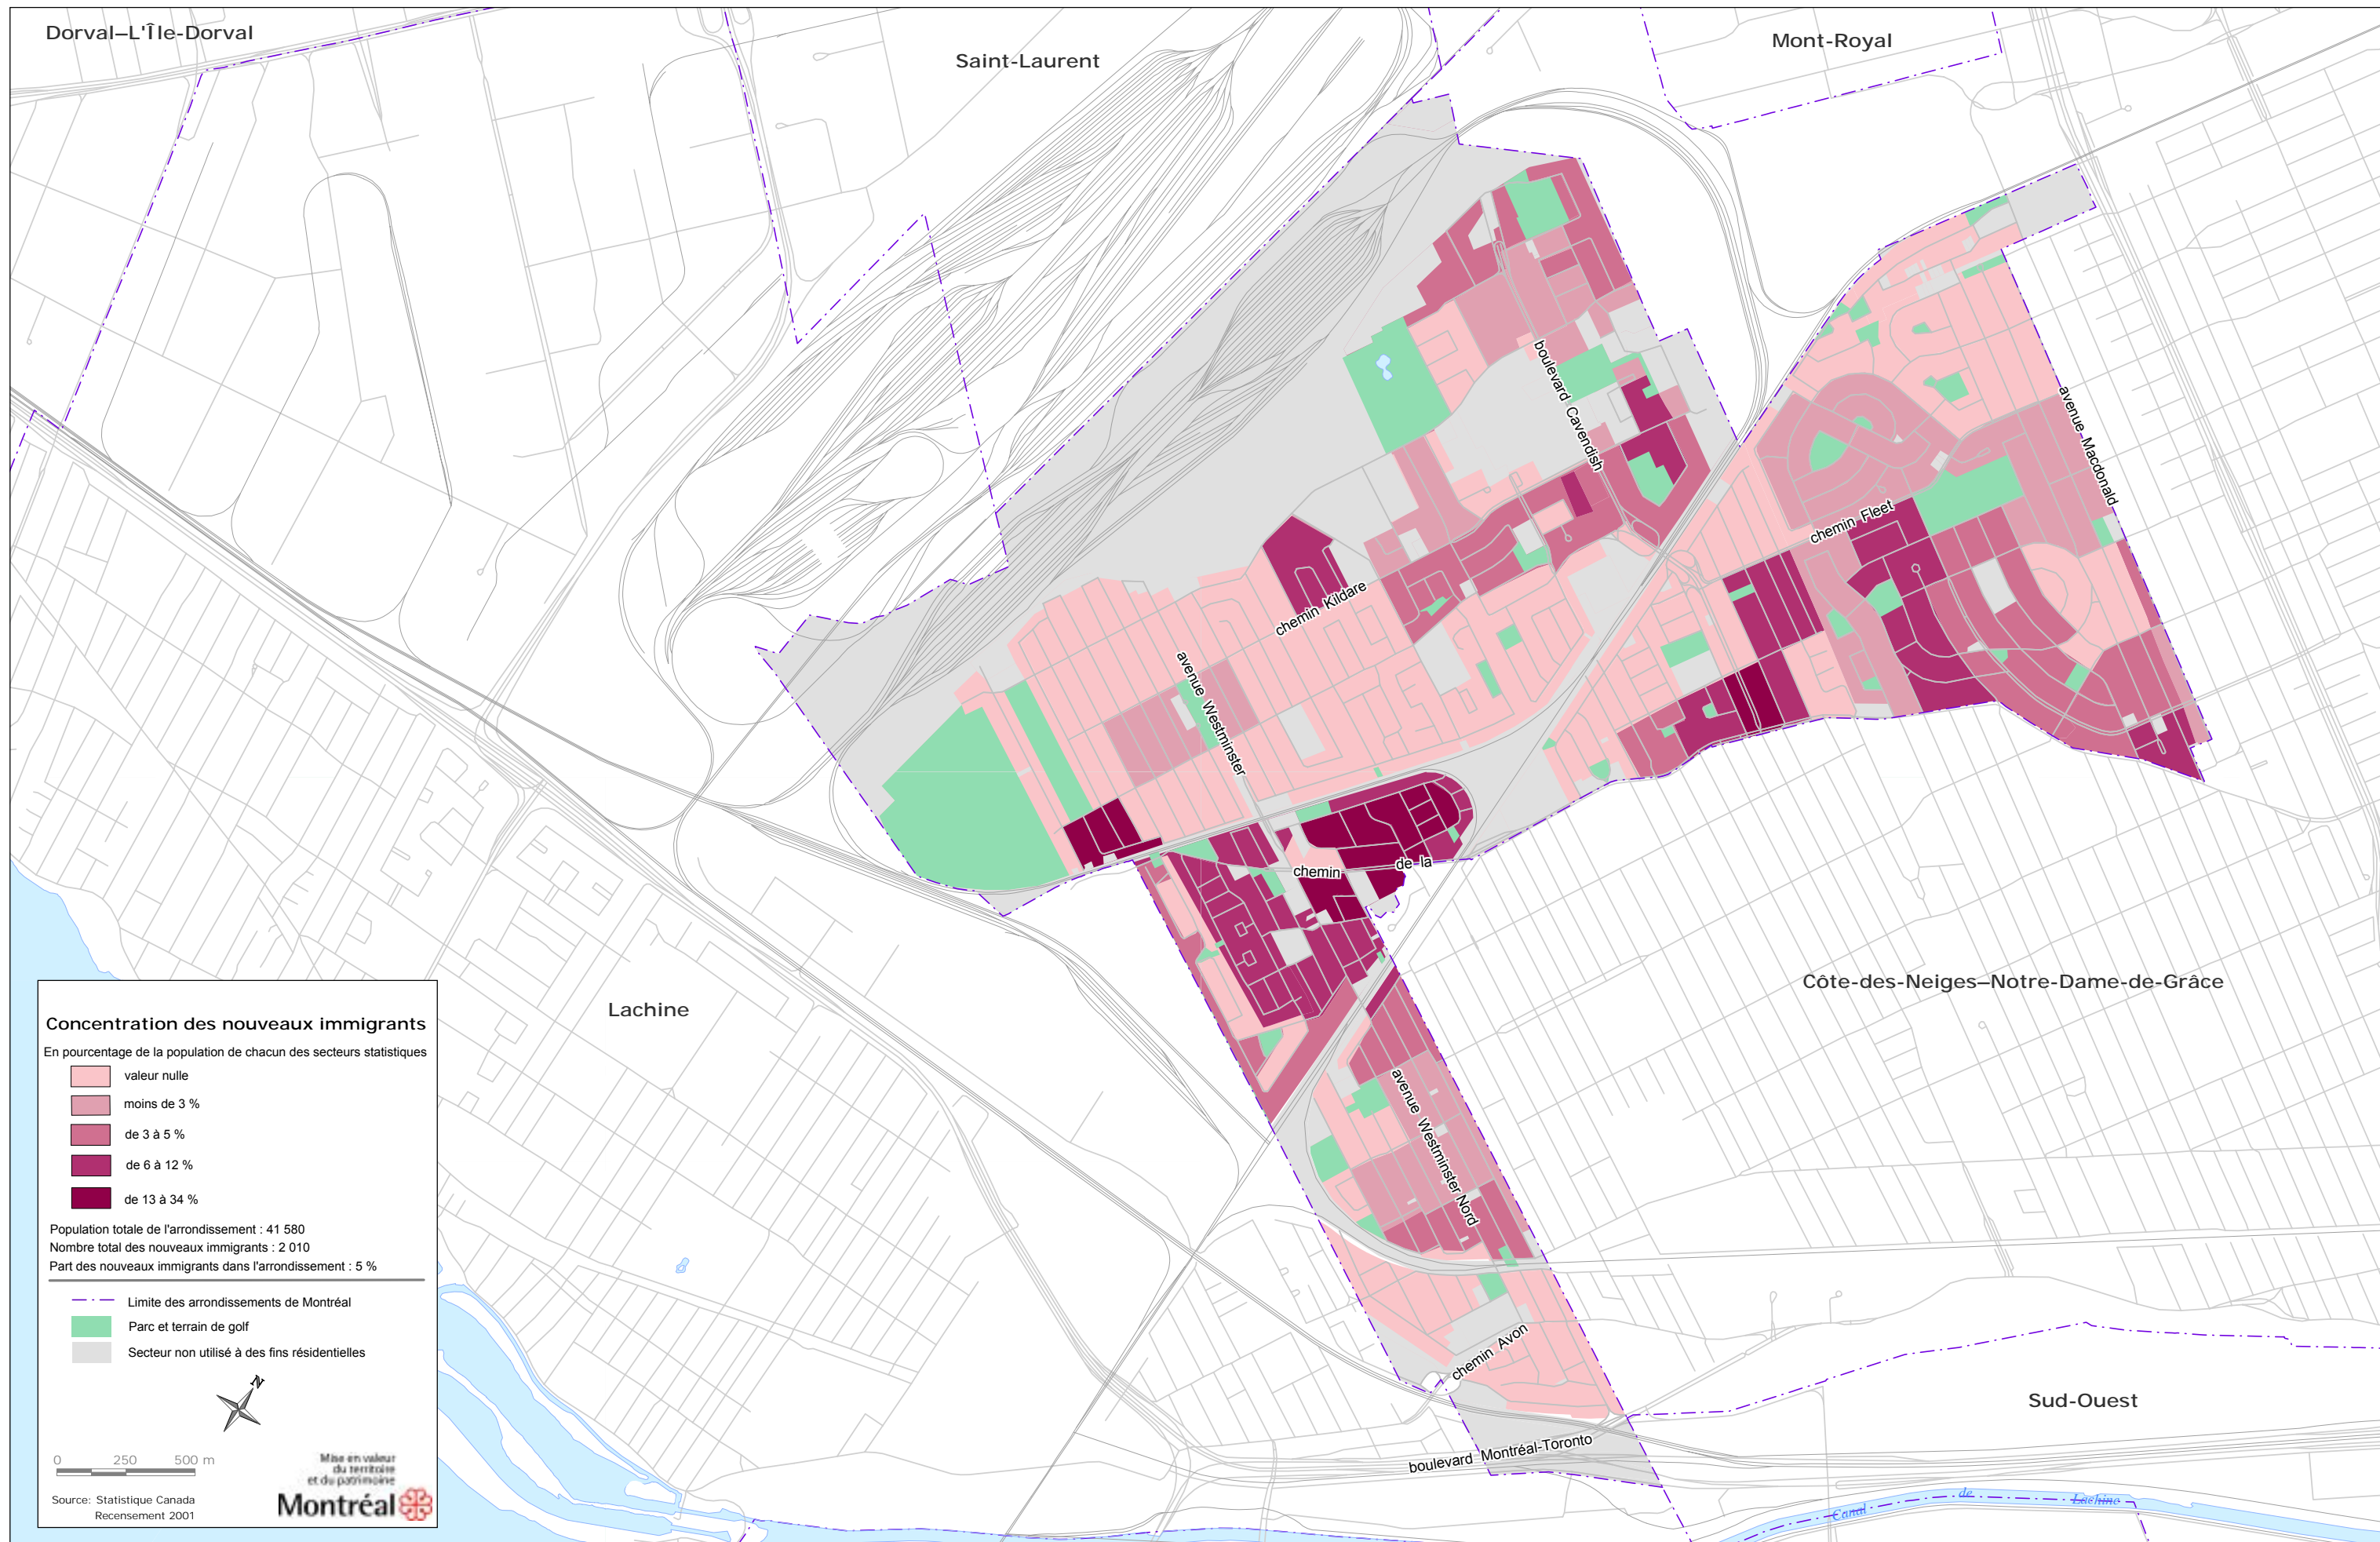 Dorval–L'Île-Dorval
Saint-Laurent
Mont-Royal
boulevard Cavendish
avenue Macdonald
chemin Fleet
chemin Kildare
avenue Westminster
chemin de la
Côte-des-Neiges–Notre-Dame-de-Grâce
Lachine
avenue Westminster Nord
chemin Avon
Sud-Ouest
boulevard Montréal-Toronto
Canal de Lachine
Concentration des nouveaux immigrants
En pourcentage de la population de chacun des secteurs statistiques
valeur nulle
moins de 3 %
de 3 à 5 %
de 6 à 12 %
de 13 à 34 %
Population totale de l'arrondissement : 41 580
Nombre total des nouveaux immigrants : 2 010
Part des nouveaux immigrants dans l'arrondissement : 5 %
Limite des arrondissements de Montréal
Parc et terrain de golf
Secteur non utilisé à des fins résidentielles
N
0 250 500 m
Mise en valeur
du territoire
et du patrimoine
Montréal
Source: Statistique Canada
Recensement 2001